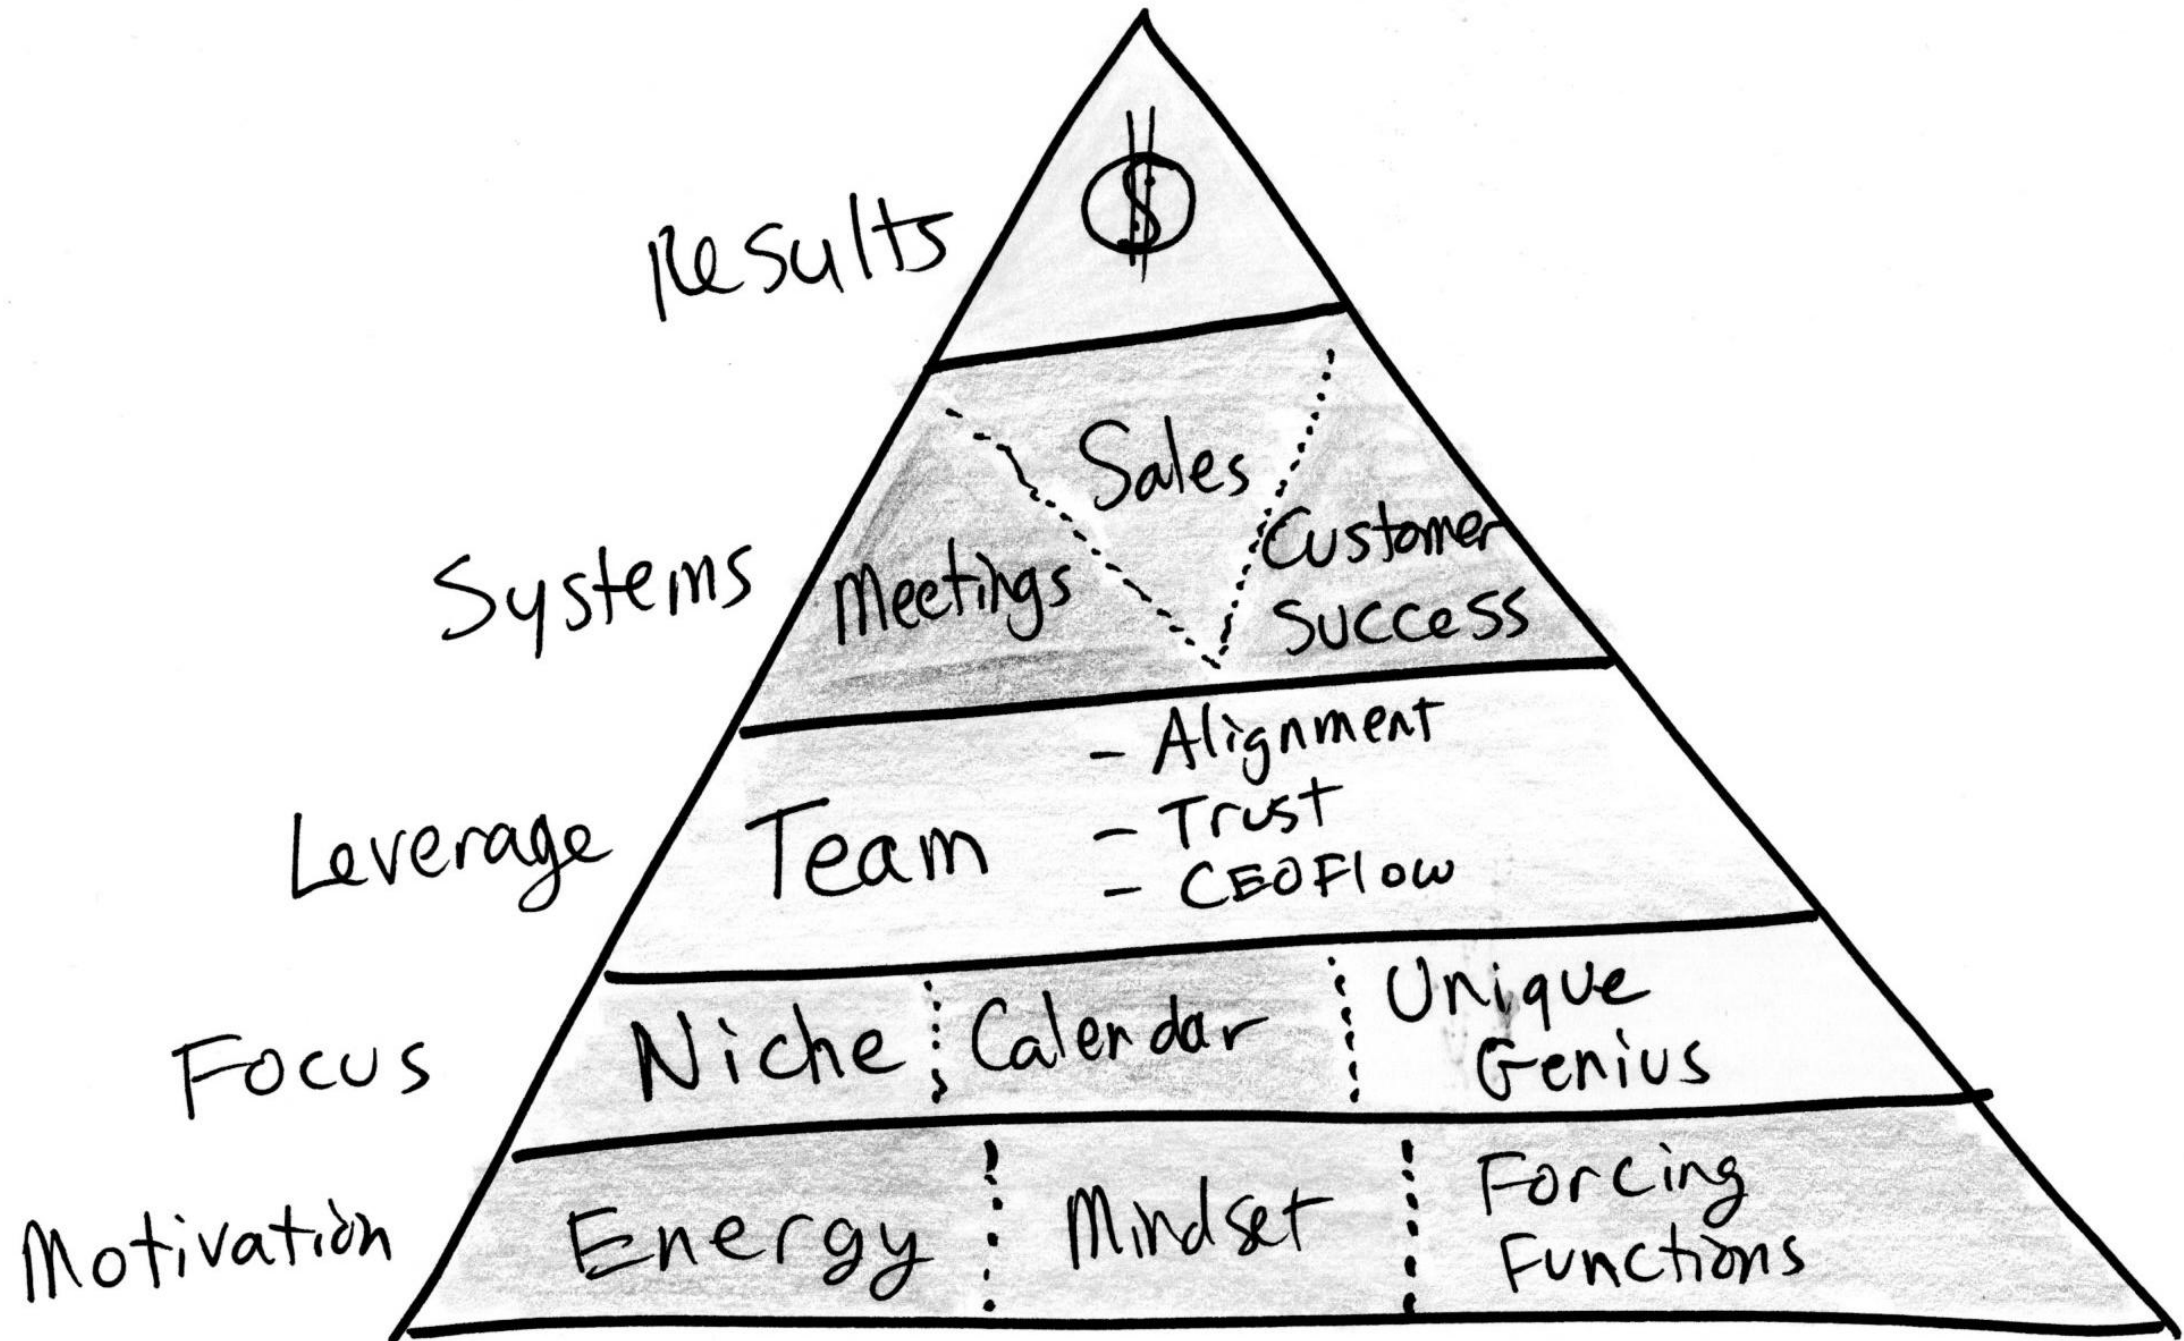 Results
$
Systems
Sales
Meetings
Customer
Success
Leverage
Team
- Alignment
- Trust
- CEOFlow
Focus
Niche
Calendar
Unique
Genius
Motivation
Energy
Mindset
Forcing
Functions